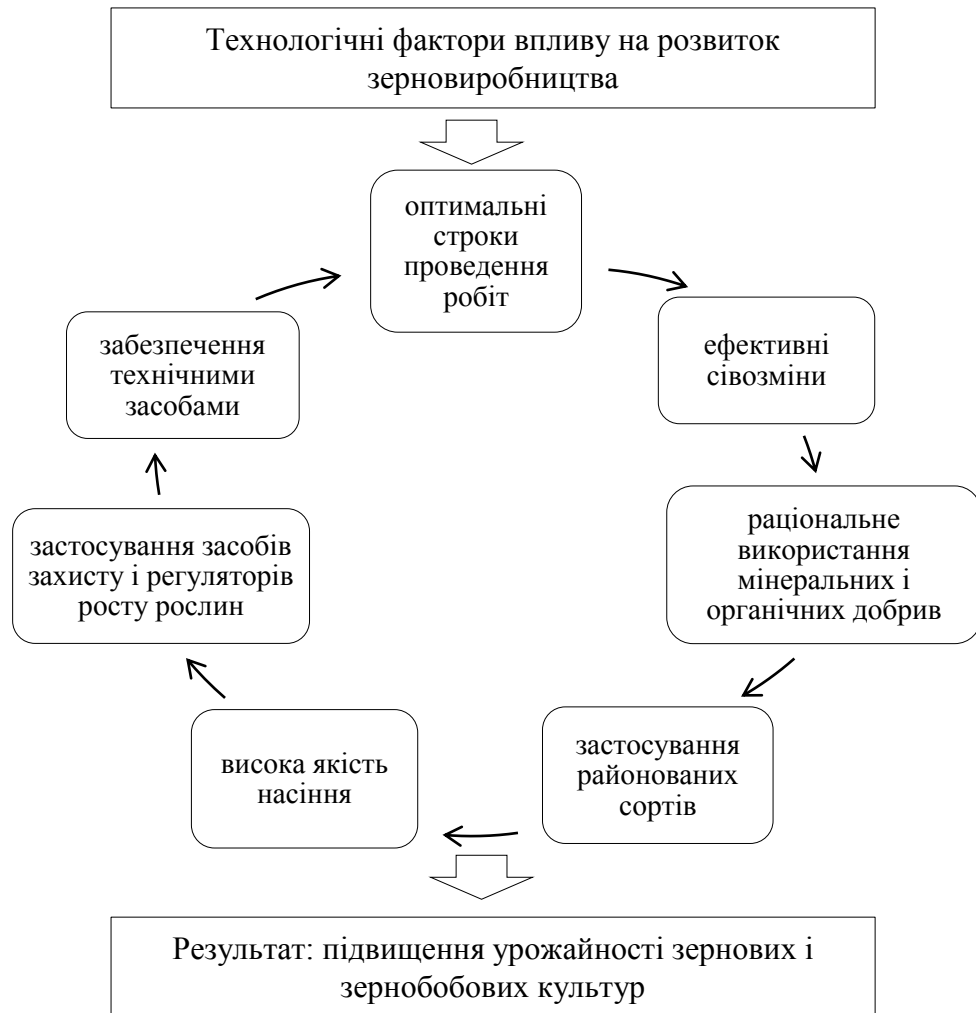 Технологічні фактори впливу на розвиток
зерновиробництва
оптимальні
строки
проведення
робіт
ефективні
сівозміни
раціональне
використання
мінеральних і
органічних добрив
застосування
районованих
сортів
висока якість
насіння
застосування засобів
захисту і регуляторів
росту рослин
забезпечення
технічними
засобами
Результат: підвищення урожайності зернових і
зернобобових культур